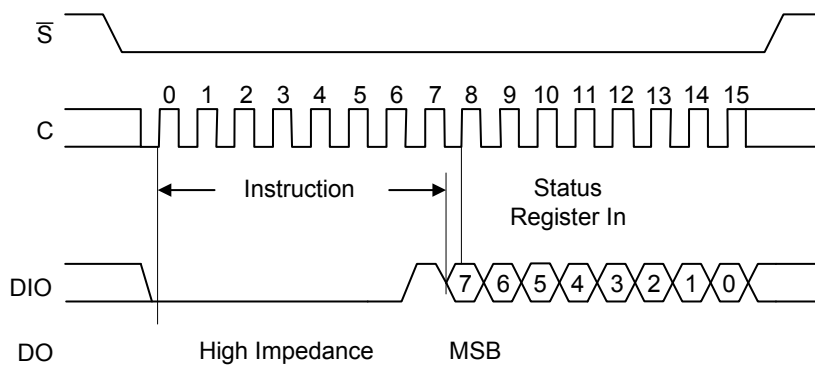 S
0 1 2 3 4 5 6 7 8 9 10 11 12 13 14 15
C
Instruction
Status
Register In
DIO
7 6 5 4 3 2 1 0
DO
High Impedance
MSB